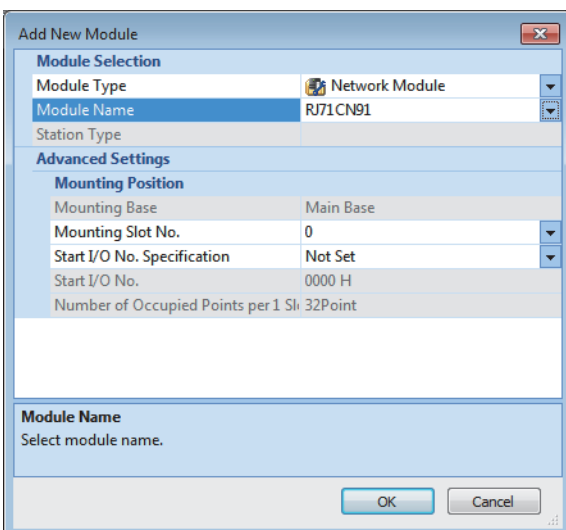 Add New Module
Module Selection
Module Type Network Module
Module Name RJ71CN91
Station Type
Advanced Settings
Mounting Position
Mounting Base Main Base
Mounting Slot No. 0
Start I/O No. Specification Not Set
Start I/O No. 0000 H
Number of Occupied Points per 1 Sl 32Point
Module Name
Select module name.
OK Cancel